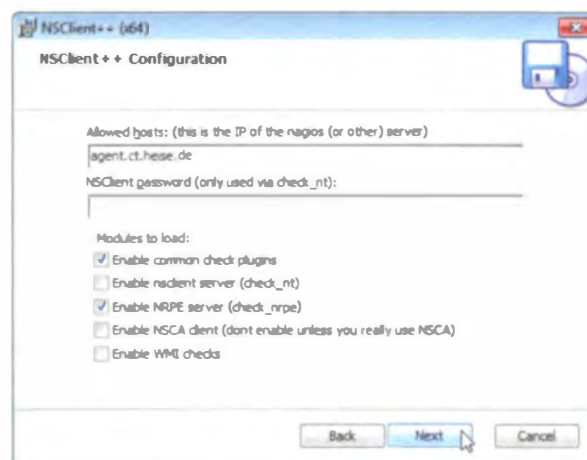 NSClient++ (x64)
NSClient++ Configuration
Allowed hosts: (this is the IP of the nagios (or other) server)
agent.ct.heise.de
NSClient password (only used via check_nt):
Modules to load:
Enable common check plugins
Enable nsclient server (check_nt)
Enable NRPE server (check_nrpe)
Enable NSCA client (dont enable unless you really use NSCA)
Enable WMI checks
Back Next Cancel